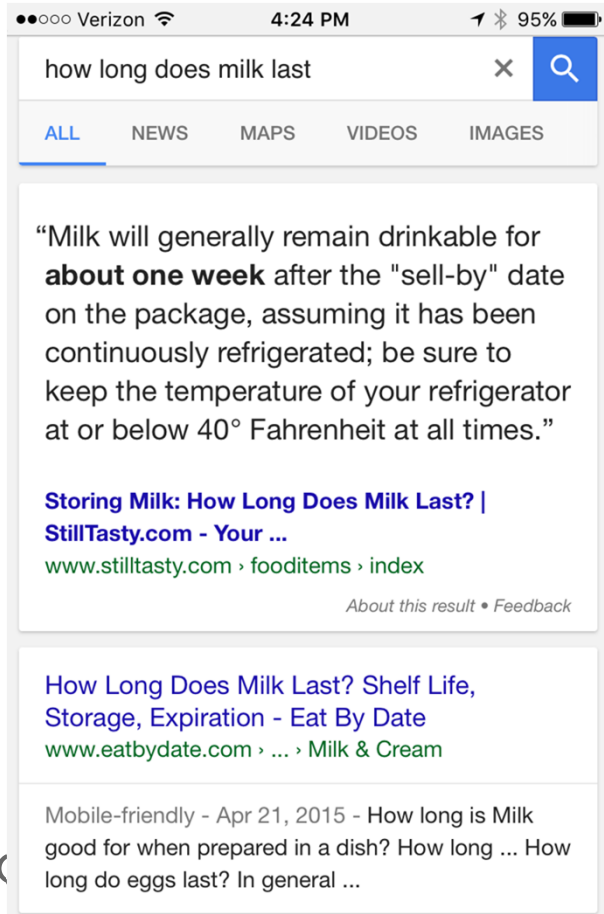 Verizon 4:24 PM 95%
how long does milk last ×
ALL NEWS MAPS VIDEOS IMAGES
“Milk will generally remain drinkable for
about one week after the "sell-by" date
on the package, assuming it has been
continuously refrigerated; be sure to
keep the temperature of your refrigerator
at or below 40° Fahrenheit at all times.”
Storing Milk: How Long Does Milk Last? |
StillTasty.com - Your ...
www.stilltasty.com › fooditems › index
About this result • Feedback
How Long Does Milk Last? Shelf Life,
Storage, Expiration - Eat By Date
www.eatbydate.com › ... › Milk & Cream
Mobile-friendly - Apr 21, 2015 - How long is Milk
good for when prepared in a dish? How long ... How
long do eggs last? In general ...